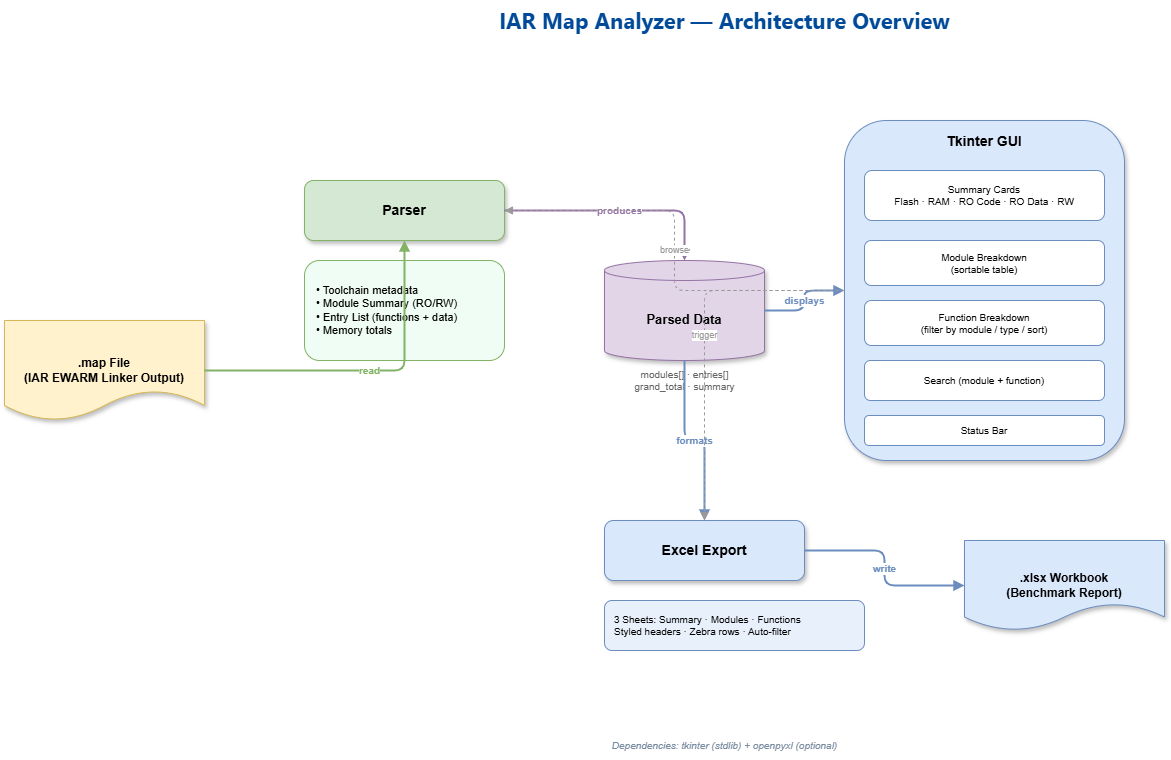 IAR Map Analyzer — Architecture Overview
Tkinter GUI
Summary Cards
Flash · RAM · RO Code · RO Data · RW
Module Breakdown
(sortable table)
Function Breakdown
(filter by module / type / sort)
Search (module + function)
Status Bar
Parser
• Toolchain metadata
• Module Summary (RO/RW)
• Entry List (functions + data)
• Memory totals
produces
browse
displays
Parsed Data
trigger
modules[] · entries[]
grand_total · summary
.map File
(IAR EWARM Linker Output)
read
formats
Excel Export
write
.xlsx Workbook
(Benchmark Report)
3 Sheets: Summary · Modules · Functions
Styled headers · Zebra rows · Auto-filter
Dependencies: tkinter (stdlib) + openpyxl (optional)